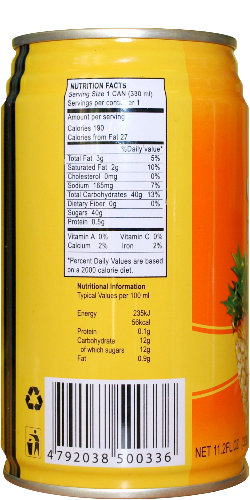 NUTRITION FACTS
Serving Size 1 CAN (330 ml)
Servings per container 1
Amount per serving
Calories 190
Calories from Fat 27
%Daily value*
Total Fat 3g 5%
Saturated Fat 2g 10%
Cholesterol 0mg 0%
Sodium 165mg 7%
Total Carbohydrates 40g 13%
Dietary Fiber 0g 0%
Sugars 40g
Protein 0.5g
Vitamin A 0% Vitamin C 0%
Calcium 2% Iron 2%
*Percent Daily Values are based
on a 2000 calorie diet.
Nutritional Information
Typical Values per 100 ml
Energy 235kJ
56kcal
Protein 0.1g
Carbohydrate 12g
of which sugars 12g
Fat 0.9g
4 792038 500336
NET 11.2FL OZ